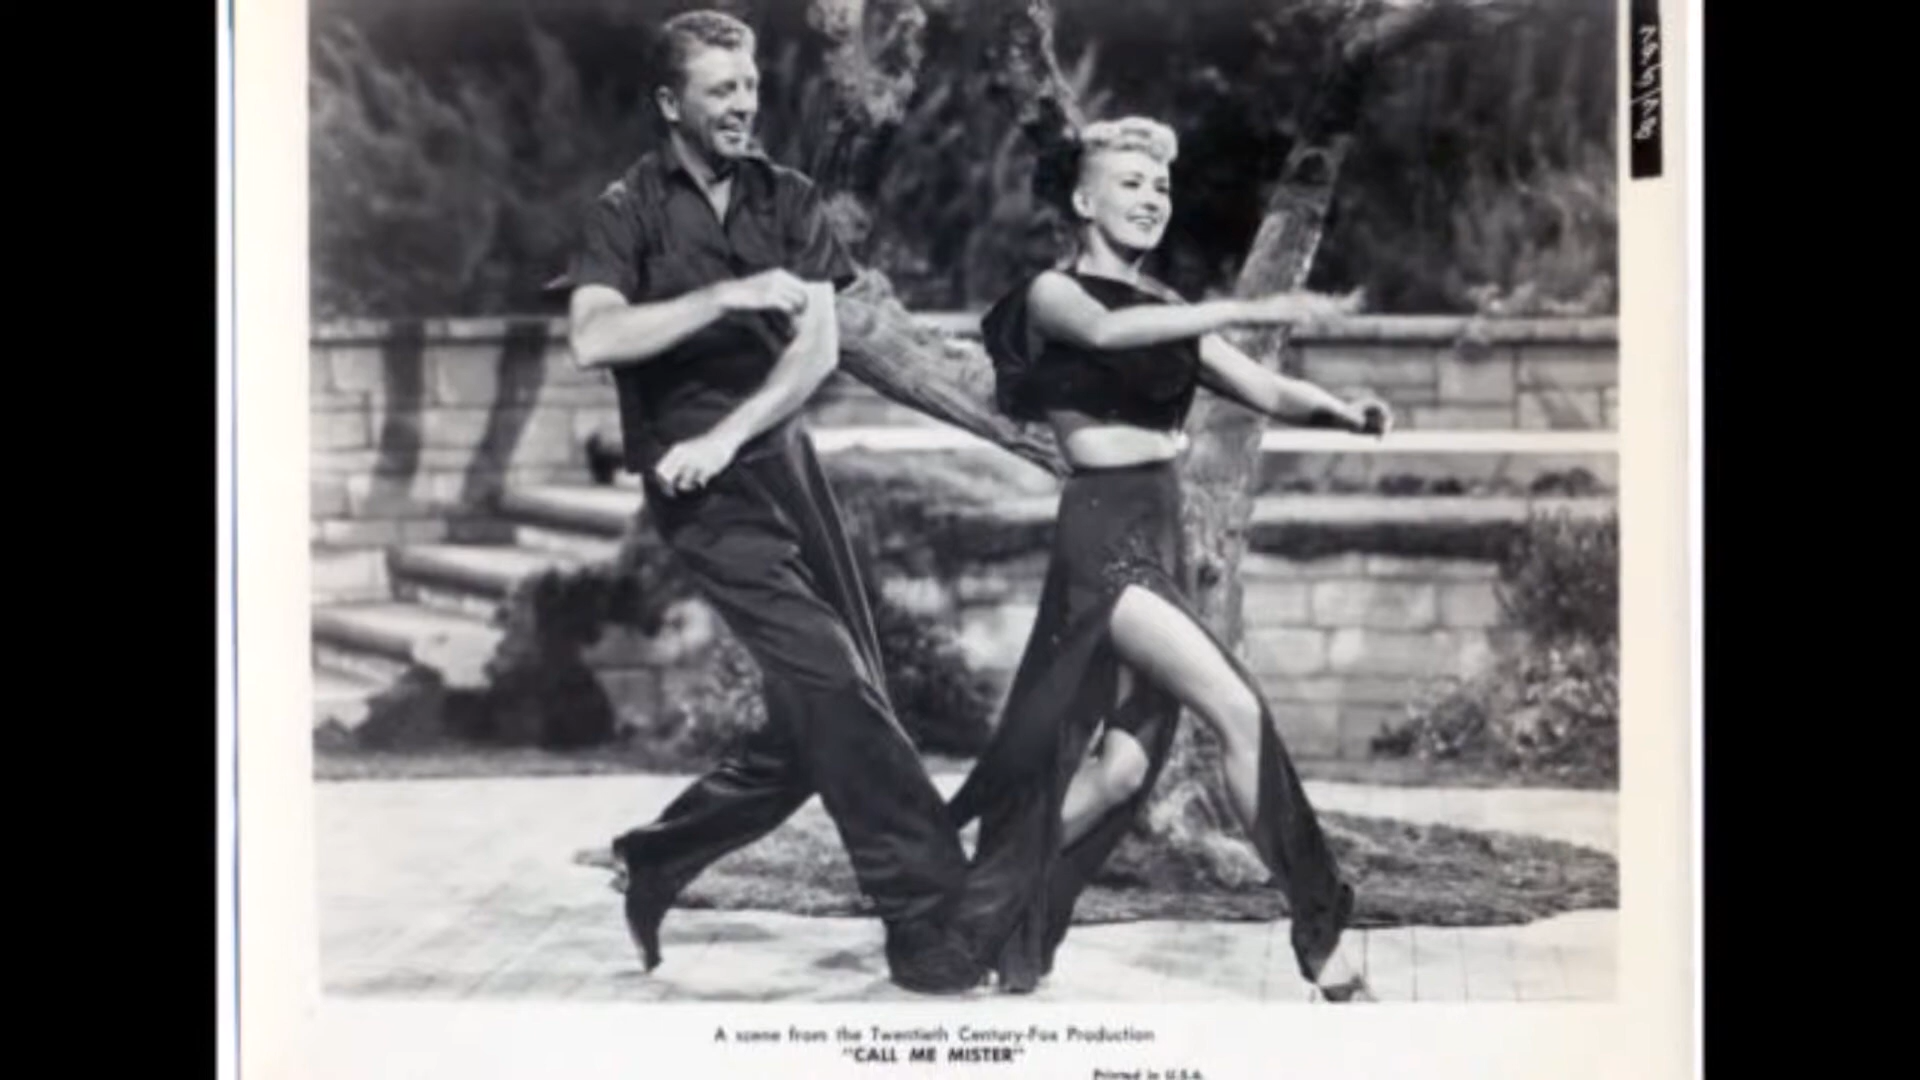 A scene from the Twentieth Century-Fox Production
"CALL ME MISTER"
Printed in U.S.A.